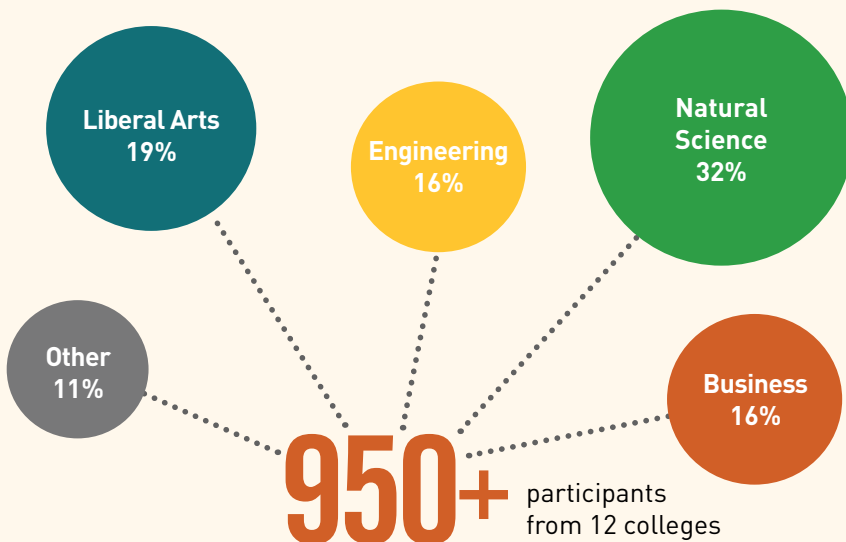 Liberal Arts
19%
Engineering
16%
Natural
Science
32%
Other
11%
Business
16%
950+
participants
from 12 colleges